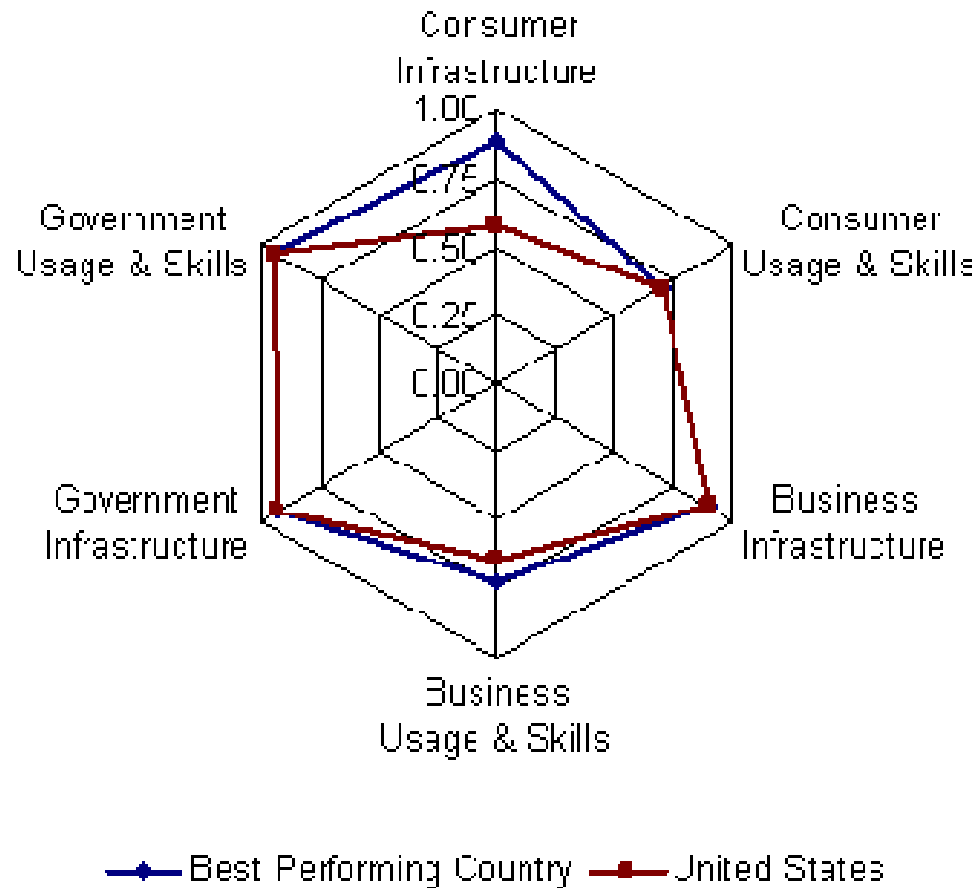 Consumer
Infrastructure
1.00
0.75
Government
Usage & Skills
Consumer
Usage & Skills
0.50
0.25
0.00
Government
Infrastructure
Business
Infrastructure
Business
Usage & Skills
Best Performing Country
United States